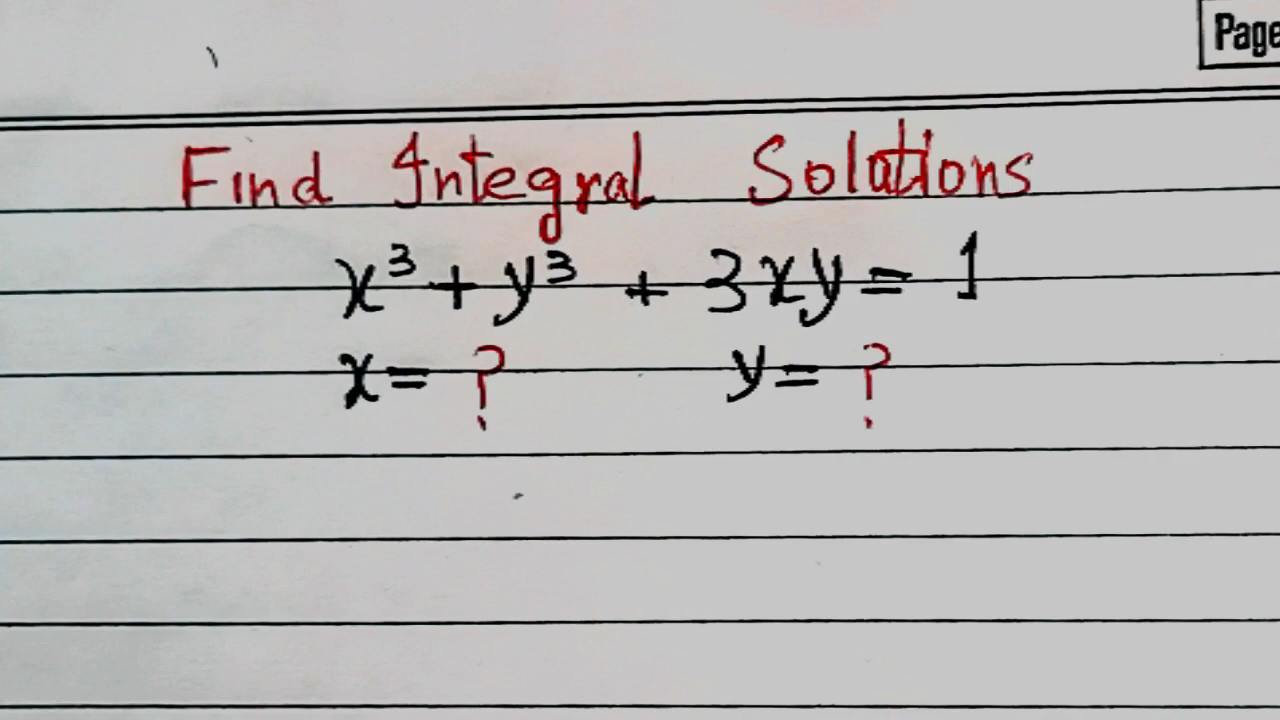 Page
Find Integral Solutions
x³ + y³ + 3xy = 1
x = ? y = ?